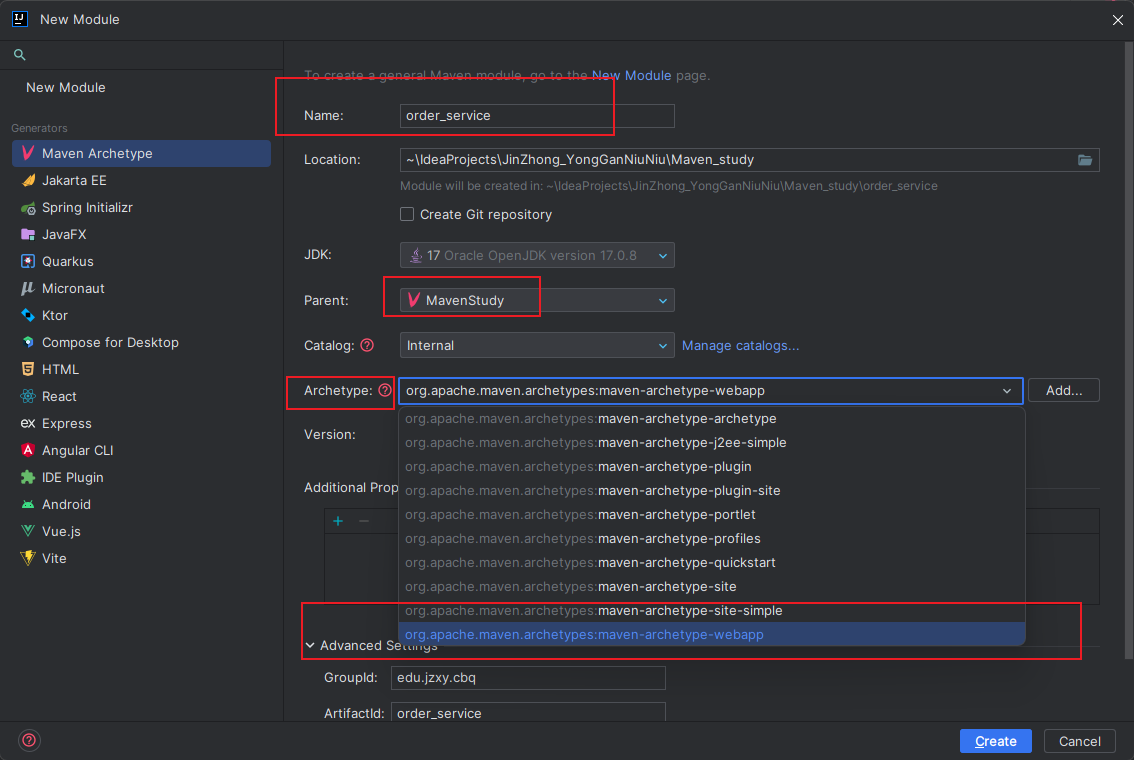 New Module
New Module
Generators
Maven Archetype
Jakarta EE
Spring Initializr
JavaFX
Quarkus
Micronaut
Ktor
Compose for Desktop
HTML
React
ex Express
Angular CLI
IDE Plugin
Android
Vue.js
Vite
To create a general Maven module, go to the New Module page.
Name: order_service
Location: ~\IdeaProjects\JinZhong_YongGanNiuNiu\Maven_study
Module will be created in: ~\IdeaProjects\JinZhong_YongGanNiuNiu\Maven_study\order_service
Create Git repository
JDK: 17 Oracle OpenJDK version 17.0.8
Parent: MavenStudy
Catalog: ? Internal Manage catalogs...
Archetype: ? org.apache.maven.archetypes:maven-archetype-webapp Add...
org.apache.maven.archetypes:maven-archetype-archetype
Version:
org.apache.maven.archetypes:maven-archetype-j2ee-simple
org.apache.maven.archetypes:maven-archetype-plugin
Additional Prop
org.apache.maven.archetypes:maven-archetype-plugin-site
org.apache.maven.archetypes:maven-archetype-portlet
org.apache.maven.archetypes:maven-archetype-profiles
org.apache.maven.archetypes:maven-archetype-quickstart
org.apache.maven.archetypes:maven-archetype-site
org.apache.maven.archetypes:maven-archetype-site-simple
org.apache.maven.archetypes:maven-archetype-webapp
Advanced Settings
GroupId: edu.jzxy.cbq
ArtifactId: order_service
? Create Cancel